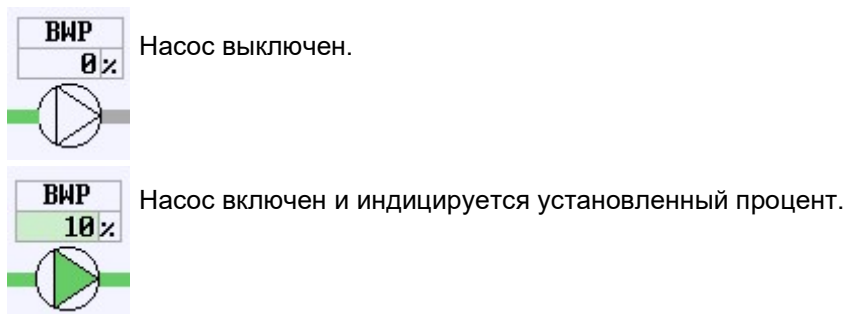 BWP
0%
Насос выключен.
BWP
10%
Насос включен и индицируется установленный процент.